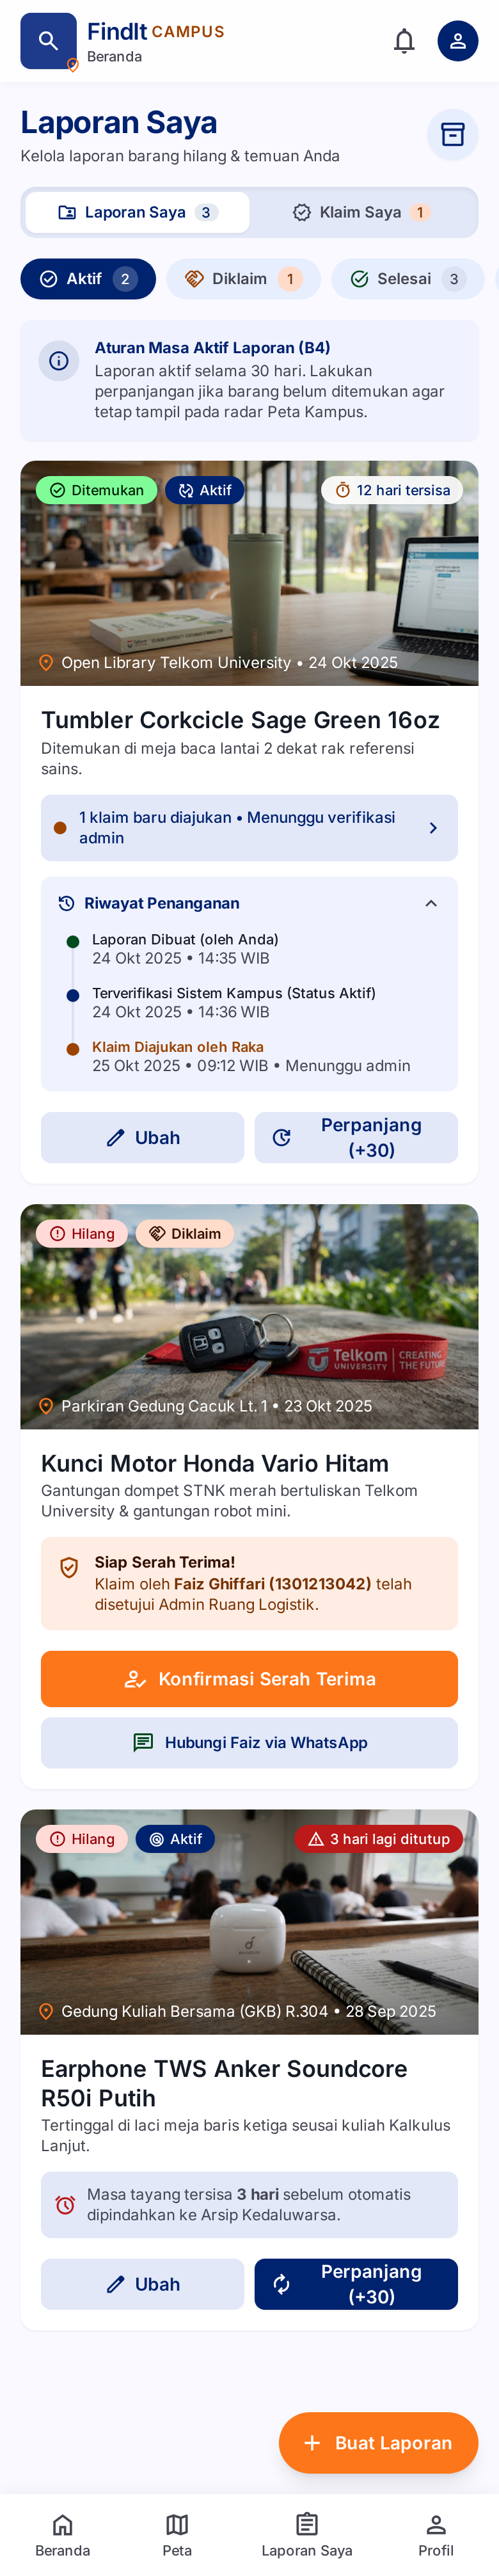 FindIt CAMPUS
Beranda
Laporan Saya
Kelola laporan barang hilang & temuan Anda
Laporan Saya 3
Klaim Saya 1
Aktif 2
Diklaim 1
Selesai 3
Aturan Masa Aktif Laporan (B4)
Laporan aktif selama 30 hari. Lakukan
perpanjangan jika barang belum ditemukan agar
tetap tampil pada radar Peta Kampus.
Ditemukan
Aktif
12 hari tersisa
Open Library Telkom University • 24 Okt 2025
Tumbler Corkcicle Sage Green 16oz
Ditemukan di meja baca lantai 2 dekat rak referensi
sains.
1 klaim baru diajukan • Menunggu verifikasi
admin
Riwayat Penanganan
Laporan Dibuat (oleh Anda)
24 Okt 2025 • 14:35 WIB
Terverifikasi Sistem Kampus (Status Aktif)
24 Okt 2025 • 14:36 WIB
Klaim Diajukan oleh Raka
25 Okt 2025 • 09:12 WIB • Menunggu admin
Ubah
Perpanjang
(+30)
Hilang
Diklaim
Telkom
UNIVERSITY
CREATING
THE FUTURE
Parkiran Gedung Cacuk Lt. 1 • 23 Okt 2025
Kunci Motor Honda Vario Hitam
Gantungan dompet STNK merah bertuliskan Telkom
University & gantungan robot mini.
Siap Serah Terima!
Klaim oleh Faiz Ghiffari (1301213042) telah
disetujui Admin Ruang Logistik.
Konfirmasi Serah Terima
Hubungi Faiz via WhatsApp
Hilang
Aktif
3 hari lagi ditutup
Gedung Kuliah Bersama (GKB) R.304 • 28 Sep 2025
Earphone TWS Anker Soundcore
R50i Putih
Tertinggal di laci meja baris ketiga seusai kuliah Kalkulus
Lanjut.
Masa tayang tersisa 3 hari sebelum otomatis
dipindahkan ke Arsip Kedaluwarsa.
Ubah
Perpanjang
(+30)
Buat Laporan
Beranda
Peta
Laporan Saya
Profil